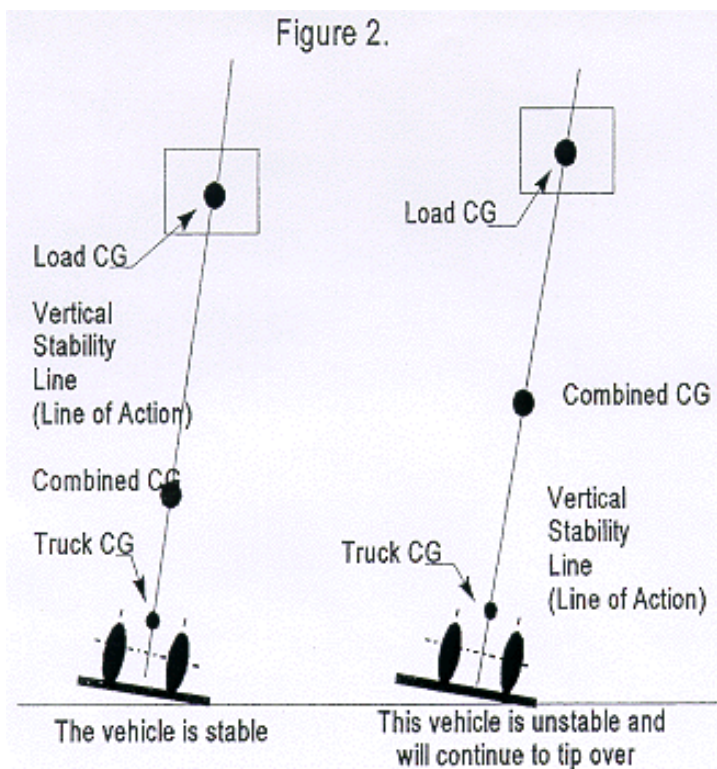 Figure 2.
Load CG
Vertical
Stability
Line
(Line of Action)
Combined CG
Truck CG
The vehicle is stable
Load CG
Combined CG
Vertical
Stability
Line
(Line of Action)
Truck CG
This vehicle is unstable and
will continue to tip over